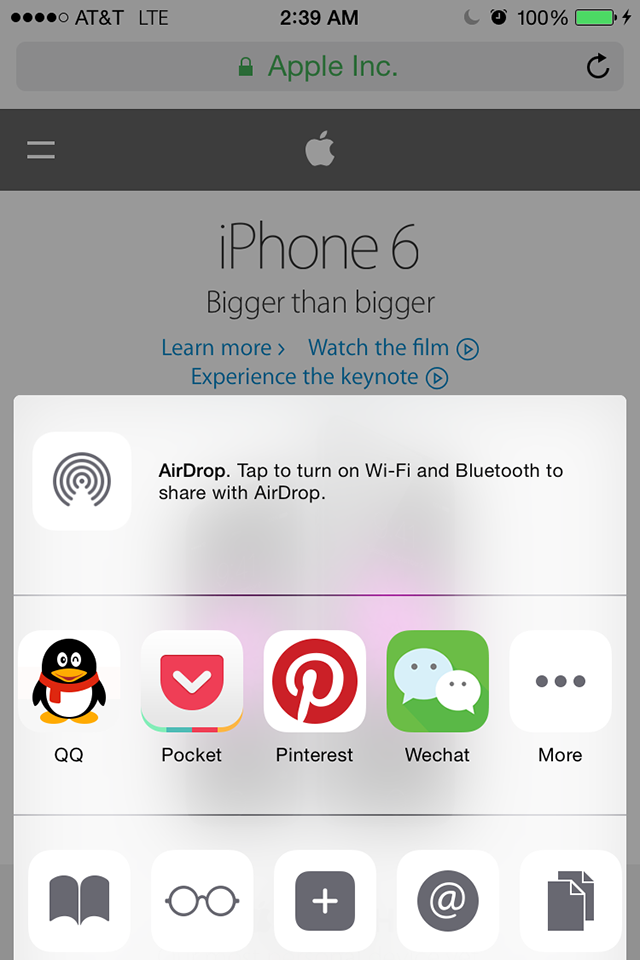 AT&T LTE 2:39 AM 100%
Apple Inc.
iPhone 6
Bigger than bigger
Learn more Watch the film
Experience the keynote
AirDrop. Tap to turn on Wi-Fi and Bluetooth to
share with AirDrop.
QQ Pocket Pinterest Wechat More
@